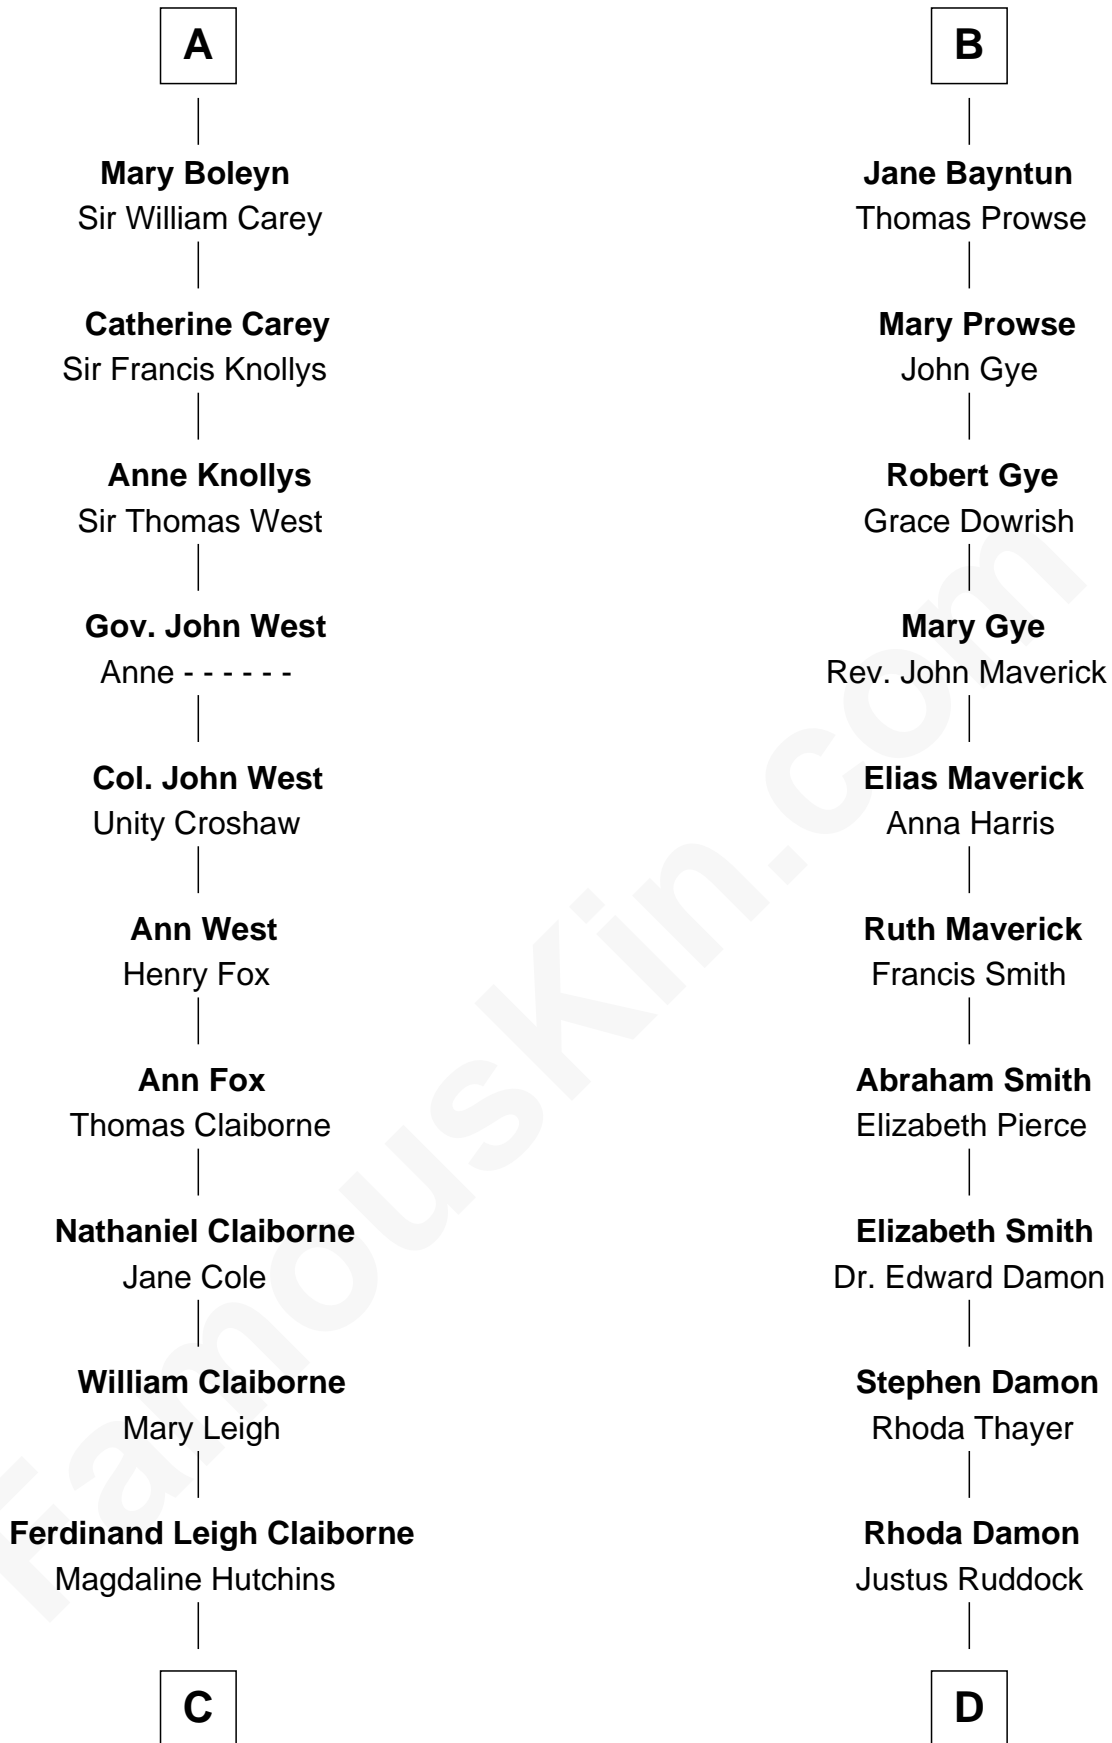 A
Mary Boleyn
Sir William Carey
Catherine Carey
Sir Francis Knollys
Anne Knollys
Sir Thomas West
Gov. John West
Anne - - - - - -
Col. John West
Unity Croshaw
Ann West
Henry Fox
Ann Fox
Thomas Claiborne
Nathaniel Claiborne
Jane Cole
William Claiborne
Mary Leigh
Ferdinand Leigh Claiborne
Magdaline Hutchins
C
B
Jane Bayntun
Thomas Prowse
Mary Prowse
John Gye
Robert Gye
Grace Dowrish
Mary Gye
Rev. John Maverick
Elias Maverick
Anna Harris
Ruth Maverick
Francis Smith
Abraham Smith
Elizabeth Pierce
Elizabeth Smith
Dr. Edward Damon
Stephen Damon
Rhoda Thayer
Rhoda Damon
Justus Ruddock
D
FamousKin.com